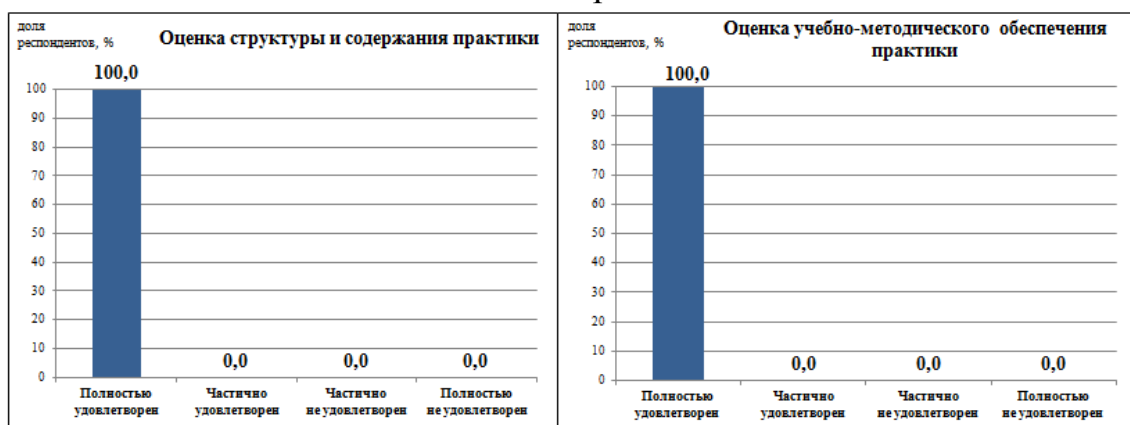 доля
респондентов, %
Оценка структуры и содержания практики
100,0
100
90
80
70
60
50
40
30
20
10
0
0,0
0,0
0,0
Полностью
удовлетворен
Частично
удовлетворен
Частично
не удовлетворен
Полностью
не удовлетворен
доля
респондентов, %
Оценка учебно-методического обеспечения
практики
100,0
100
90
80
70
60
50
40
30
20
10
0
0,0
0,0
0,0
Полностью
удовлетворен
Частично
удовлетворен
Частично
не удовлетворен
Полностью
не удовлетворен